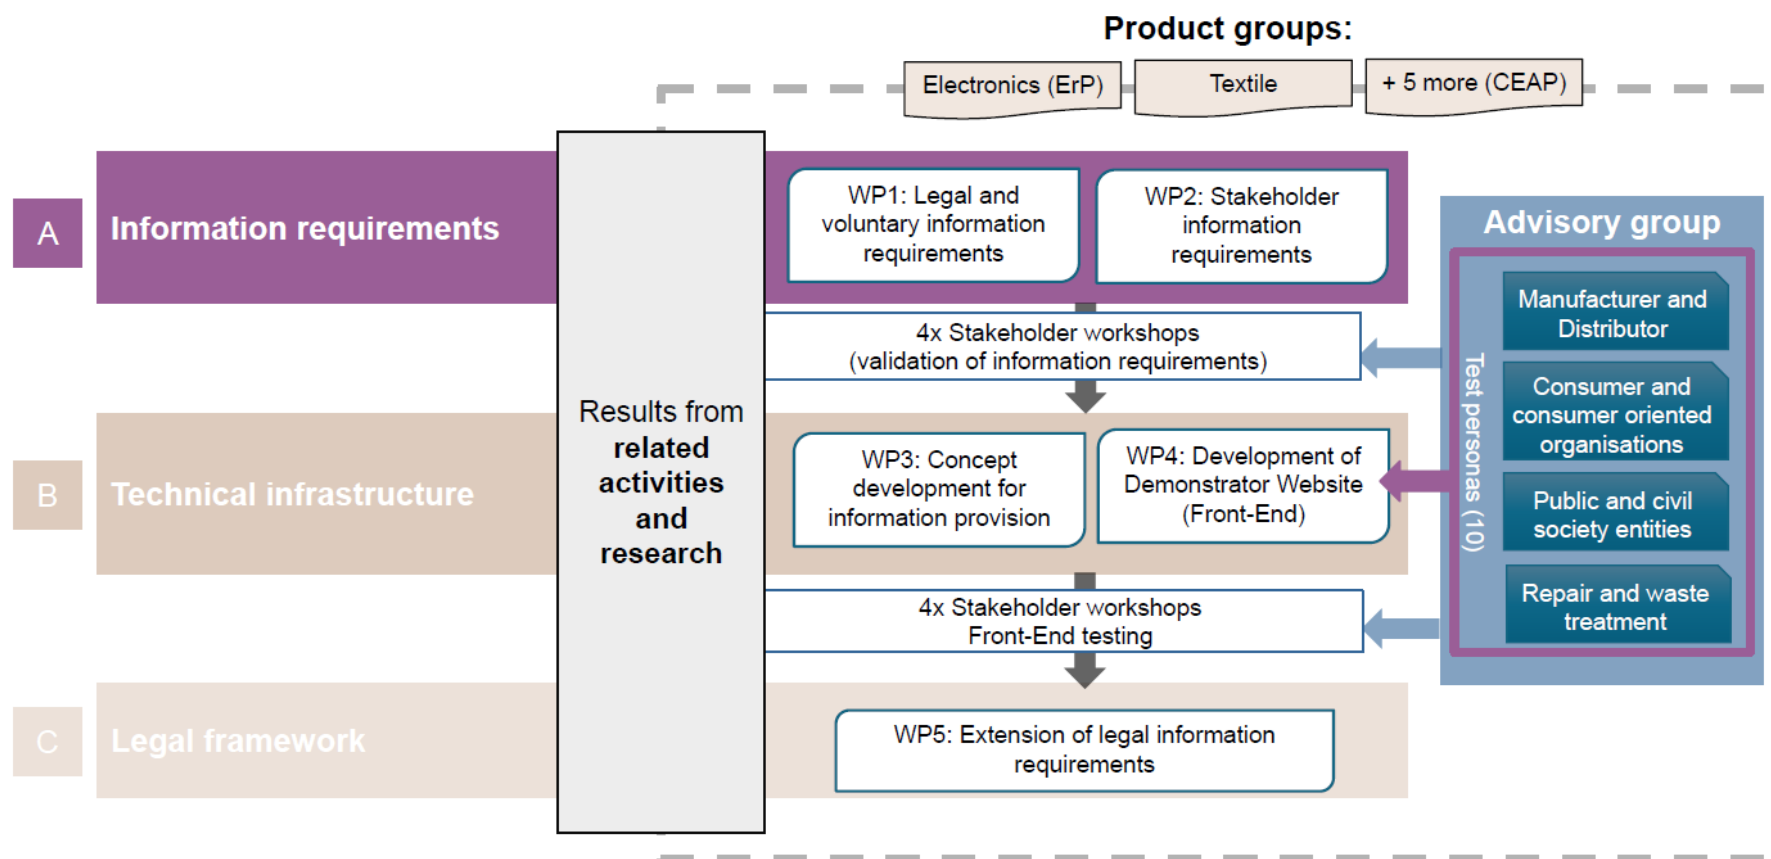 Product groups:
Electronics (ErP)
Textile
+ 5 more (CEAP)
A
Information requirements
WP1: Legal and
voluntary information
requirements
WP2: Stakeholder
information
requirements
4x Stakeholder workshops
(validation of information requirements)
B
Technical infrastructure
WP3: Concept
development for
information provision
WP4: Development of
Demonstrator Website
(Front-End)
4x Stakeholder workshops
Front-End testing
C
Legal framework
WP5: Extension of legal information
requirements
Results from
related
activities
and
research
Advisory group
Test personas (10)
Manufacturer and
Distributor
Consumer and
consumer oriented
organisations
Public and civil
society entities
Repair and waste
treatment